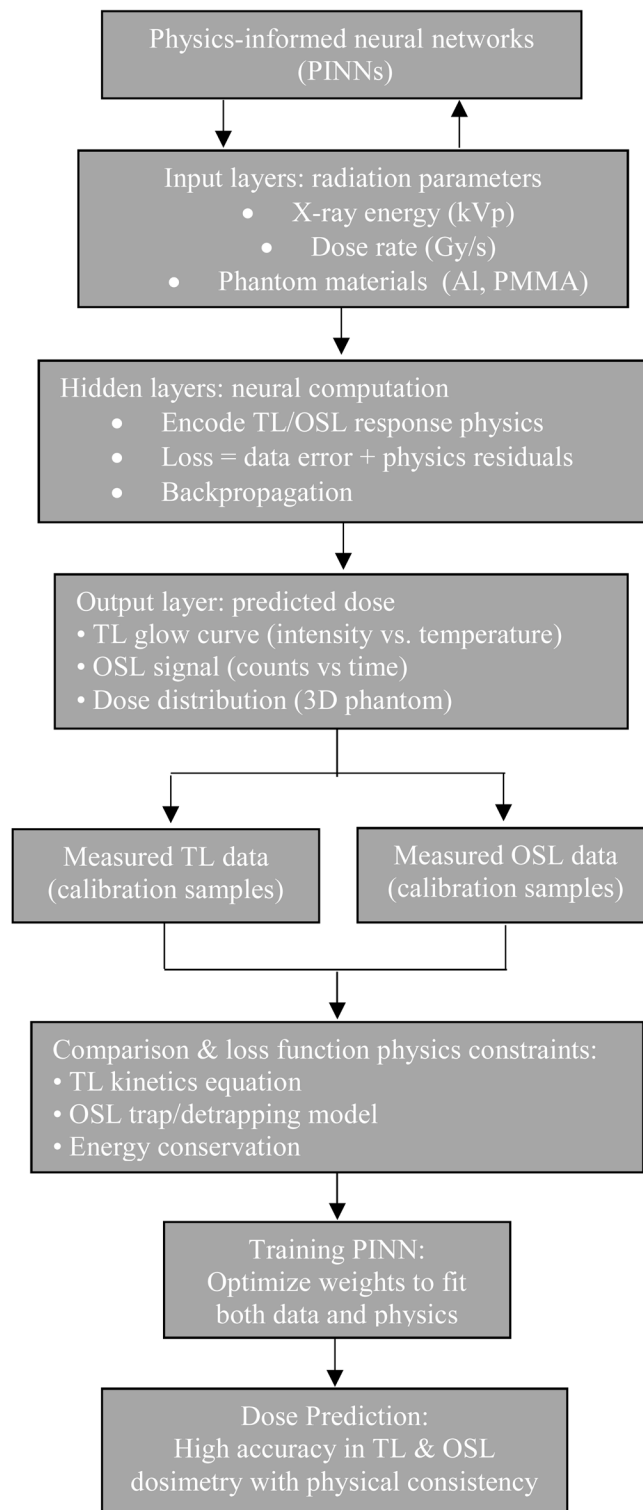 Physics-informed neural networks
(PINNs)
Input layers: radiation parameters
• X-ray energy (kVp)
• Dose rate (Gy/s)
• Phantom materials (Al, PMMA)
Hidden layers: neural computation
• Encode TL/OSL response physics
• Loss = data error + physics residuals
• Backpropagation
Output layer: predicted dose
• TL glow curve (intensity vs. temperature)
• OSL signal (counts vs time)
• Dose distribution (3D phantom)
Measured TL data
(calibration samples)
Measured OSL data
(calibration samples)
Comparison & loss function physics constraints:
• TL kinetics equation
• OSL trap/detrapping model
• Energy conservation
Training PINN:
Optimize weights to fit
both data and physics
Dose Prediction:
High accuracy in TL & OSL
dosimetry with physical consistency